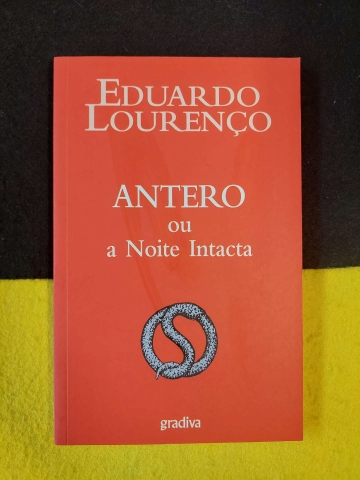 EDUARDO
LOURENÇO
ANTERO
ou
a Noite Intacta
gradiva